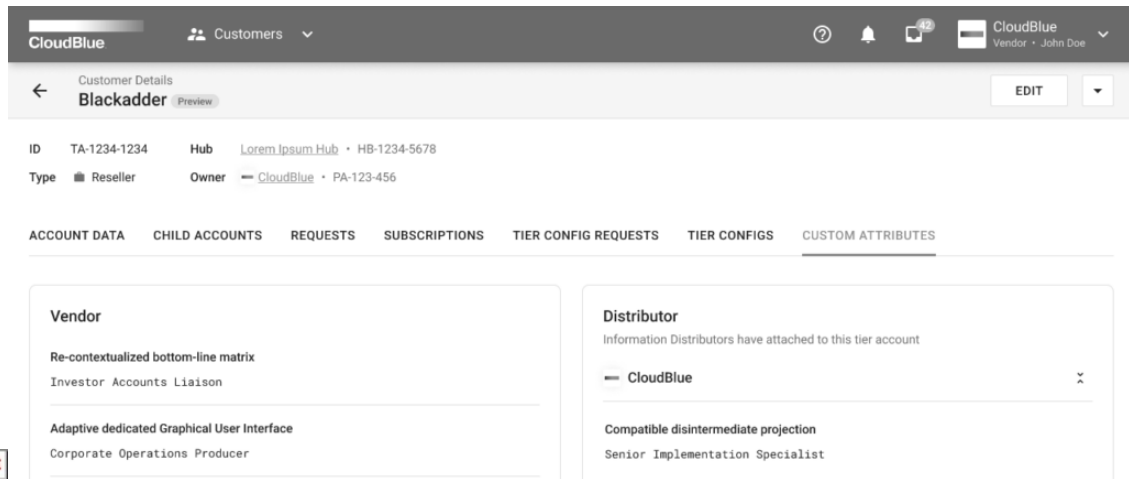 CloudBlue
Customers
42
CloudBlue
Vendor • John Doe
Customer Details
Blackadder Preview
EDIT
ID TA-1234-1234 Hub Lorem Ipsum Hub • HB-1234-5678
Type Reseller Owner CloudBlue • PA-123-456
ACCOUNT DATA CHILD ACCOUNTS REQUESTS SUBSCRIPTIONS TIER CONFIG REQUESTS TIER CONFIGS CUSTOM ATTRIBUTES
Vendor
Re-contextualized bottom-line matrix
Investor Accounts Liaison
Adaptive dedicated Graphical User Interface
Corporate Operations Producer
Distributor
Information Distributors have attached to this tier account
CloudBlue
Compatible disintermediate projection
Senior Implementation Specialist